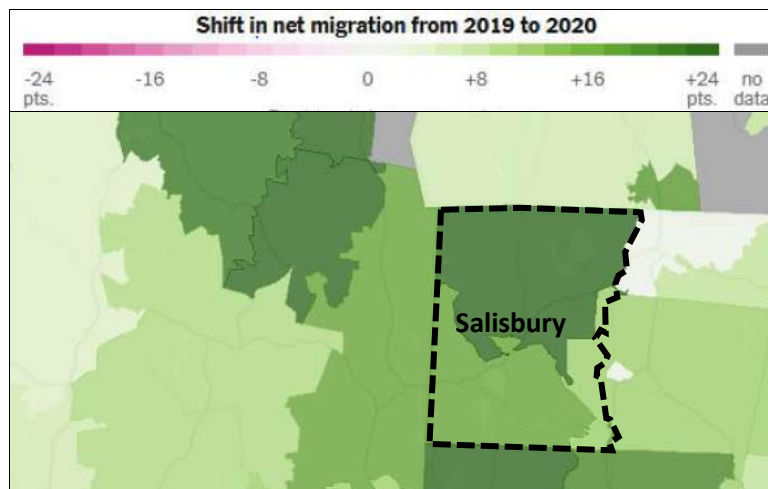 Shift in net migration from 2019 to 2020
-24 -16 -8 0 +8 +16 +24 no
pts. pts. data
Salisbury